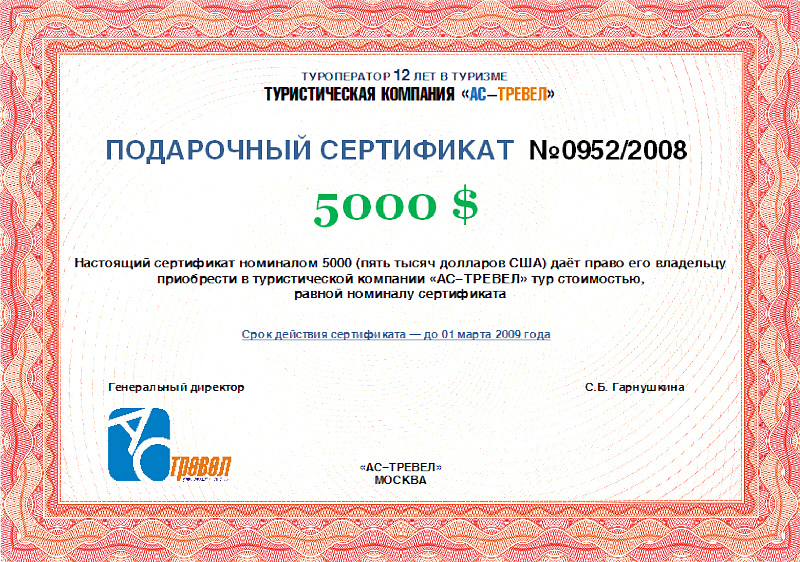 ТУРОПЕРАТОР 12 ЛЕТ В ТУРИЗМЕ
ТУРИСТИЧЕСКАЯ КОМПАНИЯ «АС–ТРЕВЕЛ»
ПОДАРОЧНЫЙ СЕРТИФИКАТ №0952/2008
5000 $
Настоящий сертификат номиналом 5000 (пять тысяч долларов США) даёт право его владельцу
приобрести в туристической компании «АС–ТРЕВЕЛ» тур стоимостью,
равной номиналу сертификата
Срок действия сертификата — до 01 марта 2009 года
Генеральный директор
С.Б. Гарнушкина
АС
тревел
«АС–ТРЕВЕЛ»
МОСКВА